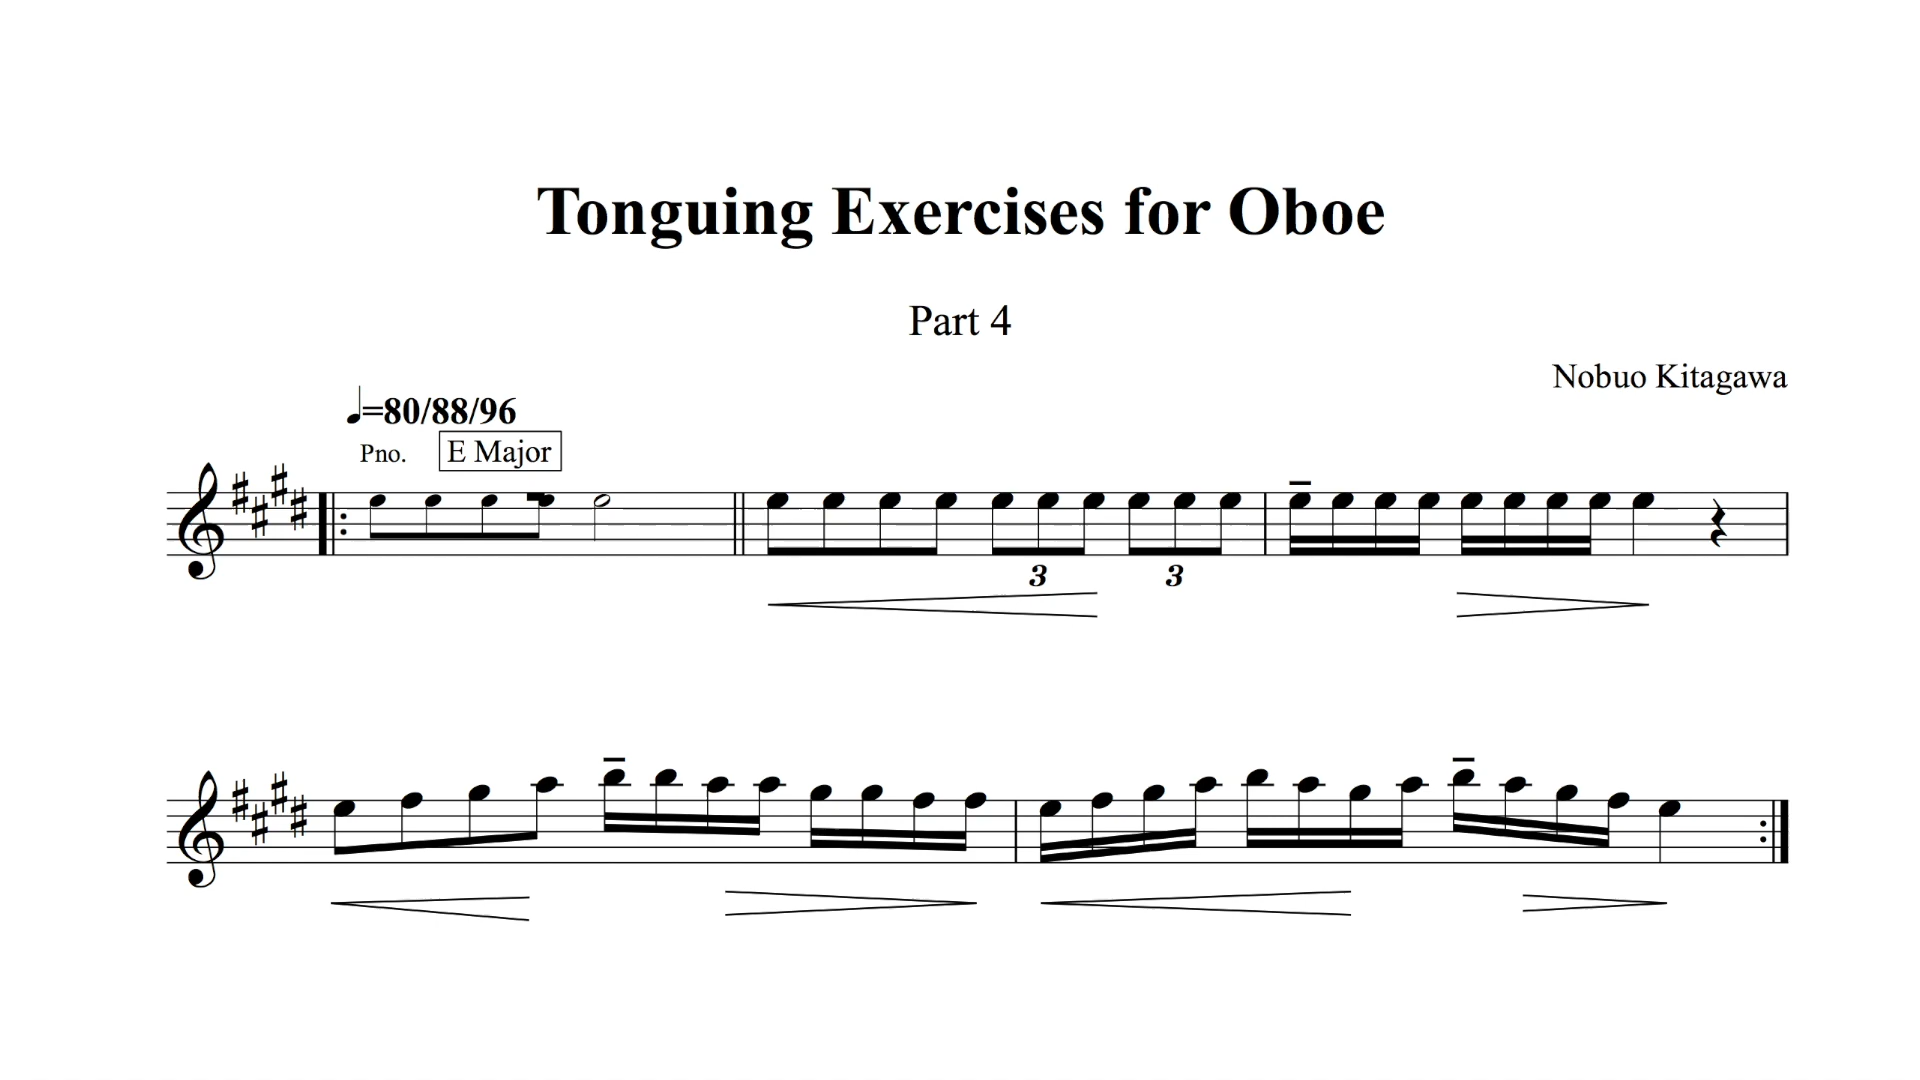 Tonguing Exercises for Oboe
Part 4
Nobuo Kitagawa
♩=80/88/96
Pno. E Major
3 3